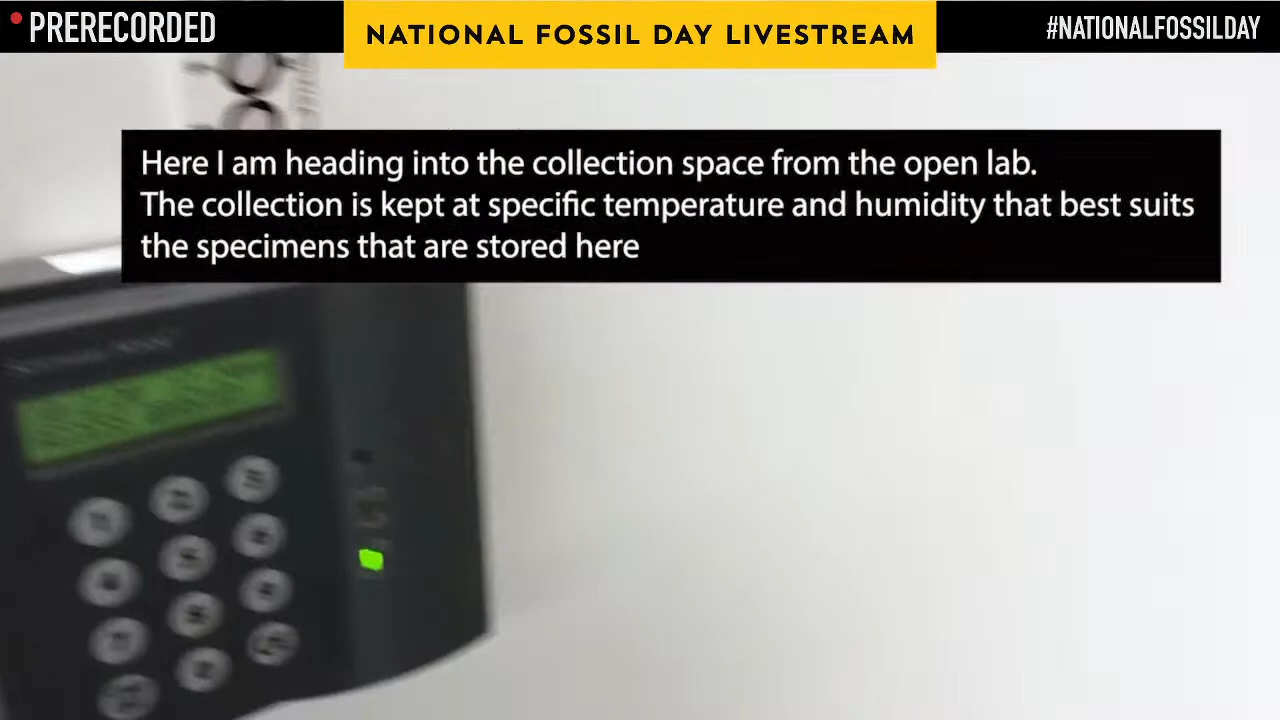 PRERECORDED
NATIONAL FOSSIL DAY LIVESTREAM
#NATIONALFOSSILDAY
Here I am heading into the collection space from the open lab.
The collection is kept at specific temperature and humidity that best suits
the specimens that are stored here